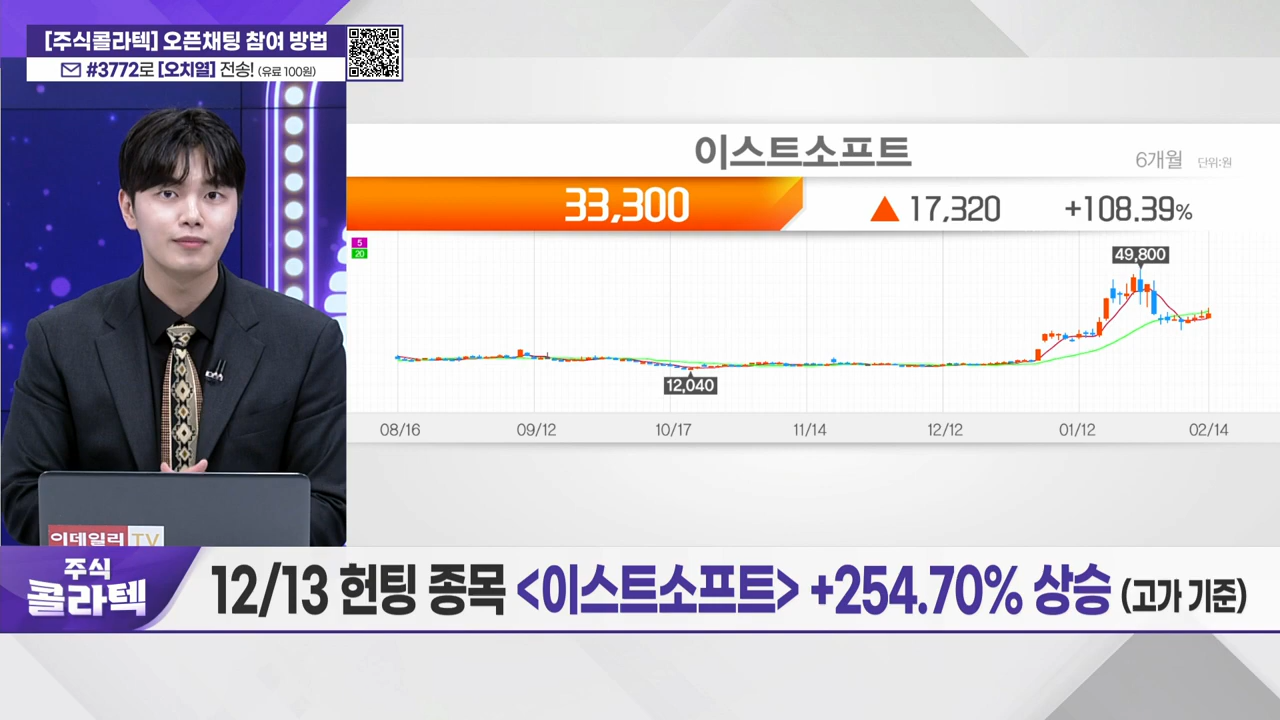 [주식콜라텍] 오픈채팅 참여 방법
#3772로 [오치열] 전송! (유료 100원)
이스트소프트
6개월 단위:원
33,300 ▲ 17,320 +108.39%
5
20
49,800
12,040
08/16 09/12 10/17 11/14 12/12 01/12 02/14
이데일리 TV
주식
콜라텍
12/13 헌팅 종목 <이스트소프트> +254.70% 상승 (고가 기준)